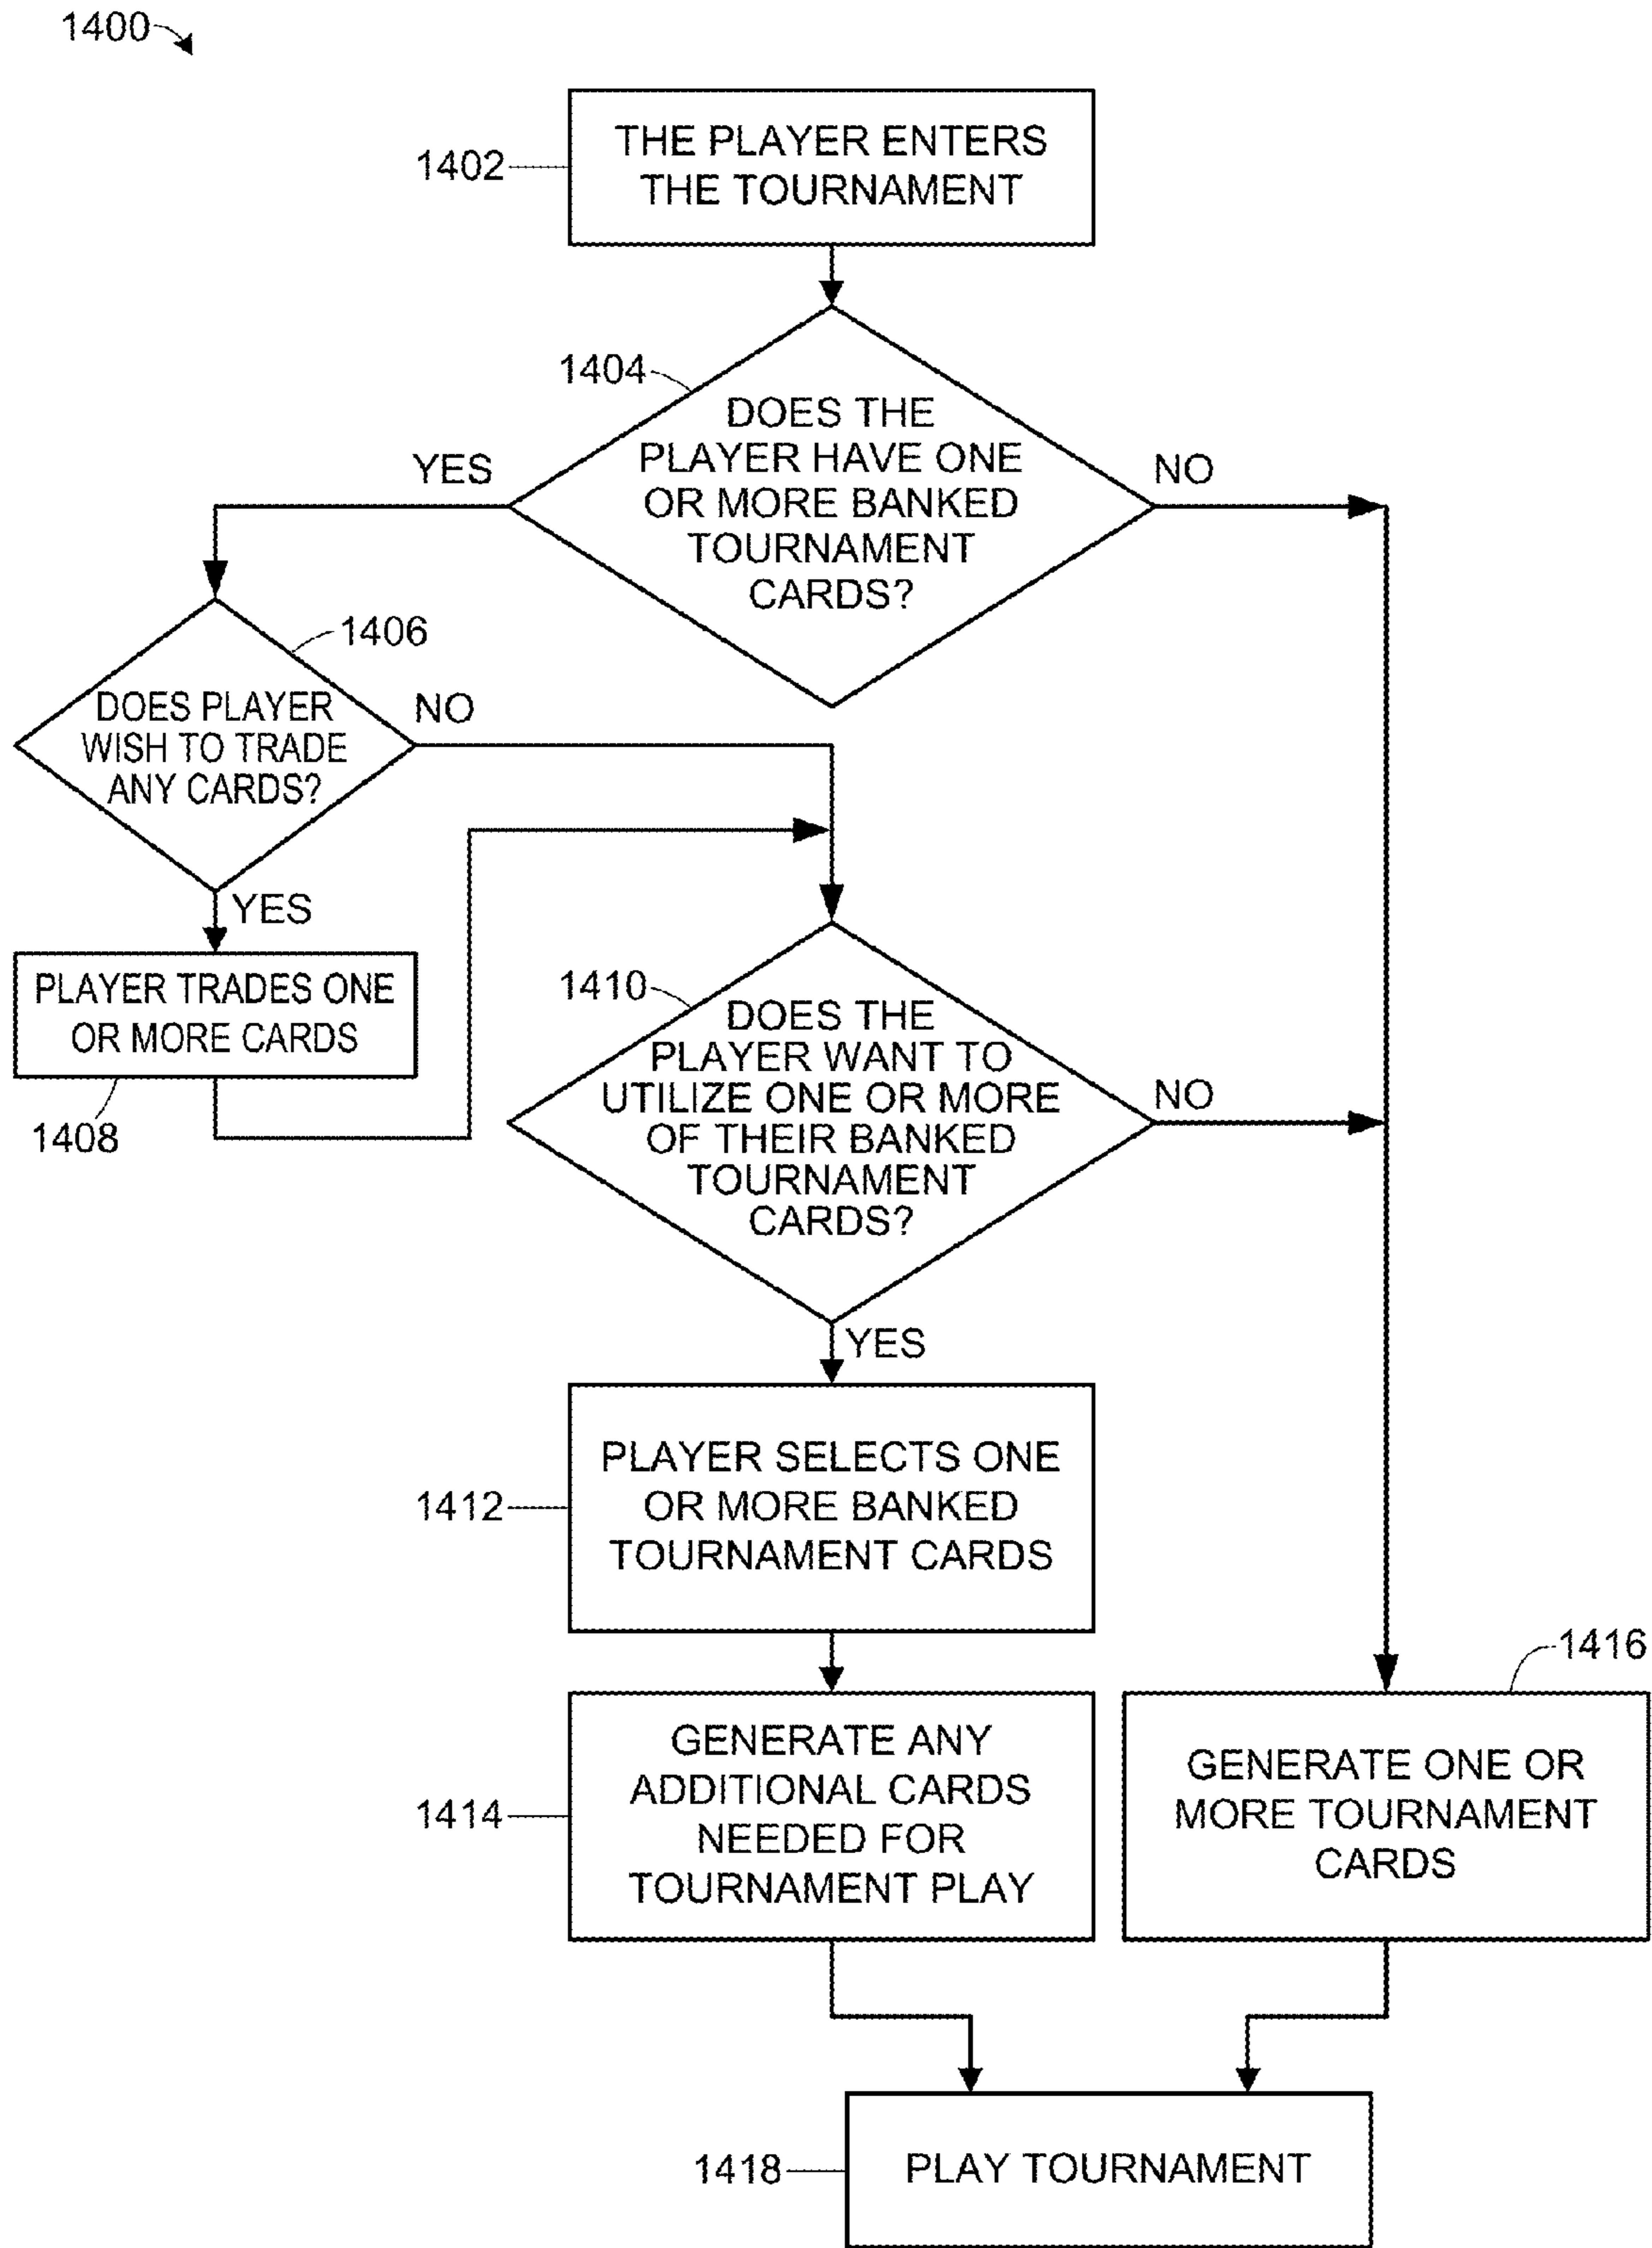 1400
THE PLAYER ENTERS
THE TOURNAMENT
1402
1404
DOES THE
PLAYER HAVE ONE
OR MORE BANKED
TOURNAMENT
CARDS?
YES
NO
1406
DOES PLAYER
WISH TO TRADE
ANY CARDS?
NO
YES
PLAYER TRADES ONE
OR MORE CARDS
1408
1410
DOES THE
PLAYER WANT TO
UTILIZE ONE OR MORE
OF THEIR BANKED
TOURNAMENT
CARDS?
NO
YES
PLAYER SELECTS ONE
OR MORE BANKED
TOURNAMENT CARDS
1412
GENERATE ANY
ADDITIONAL CARDS
NEEDED FOR
TOURNAMENT PLAY
1414
1416
GENERATE ONE OR
MORE TOURNAMENT
CARDS
1418
PLAY TOURNAMENT